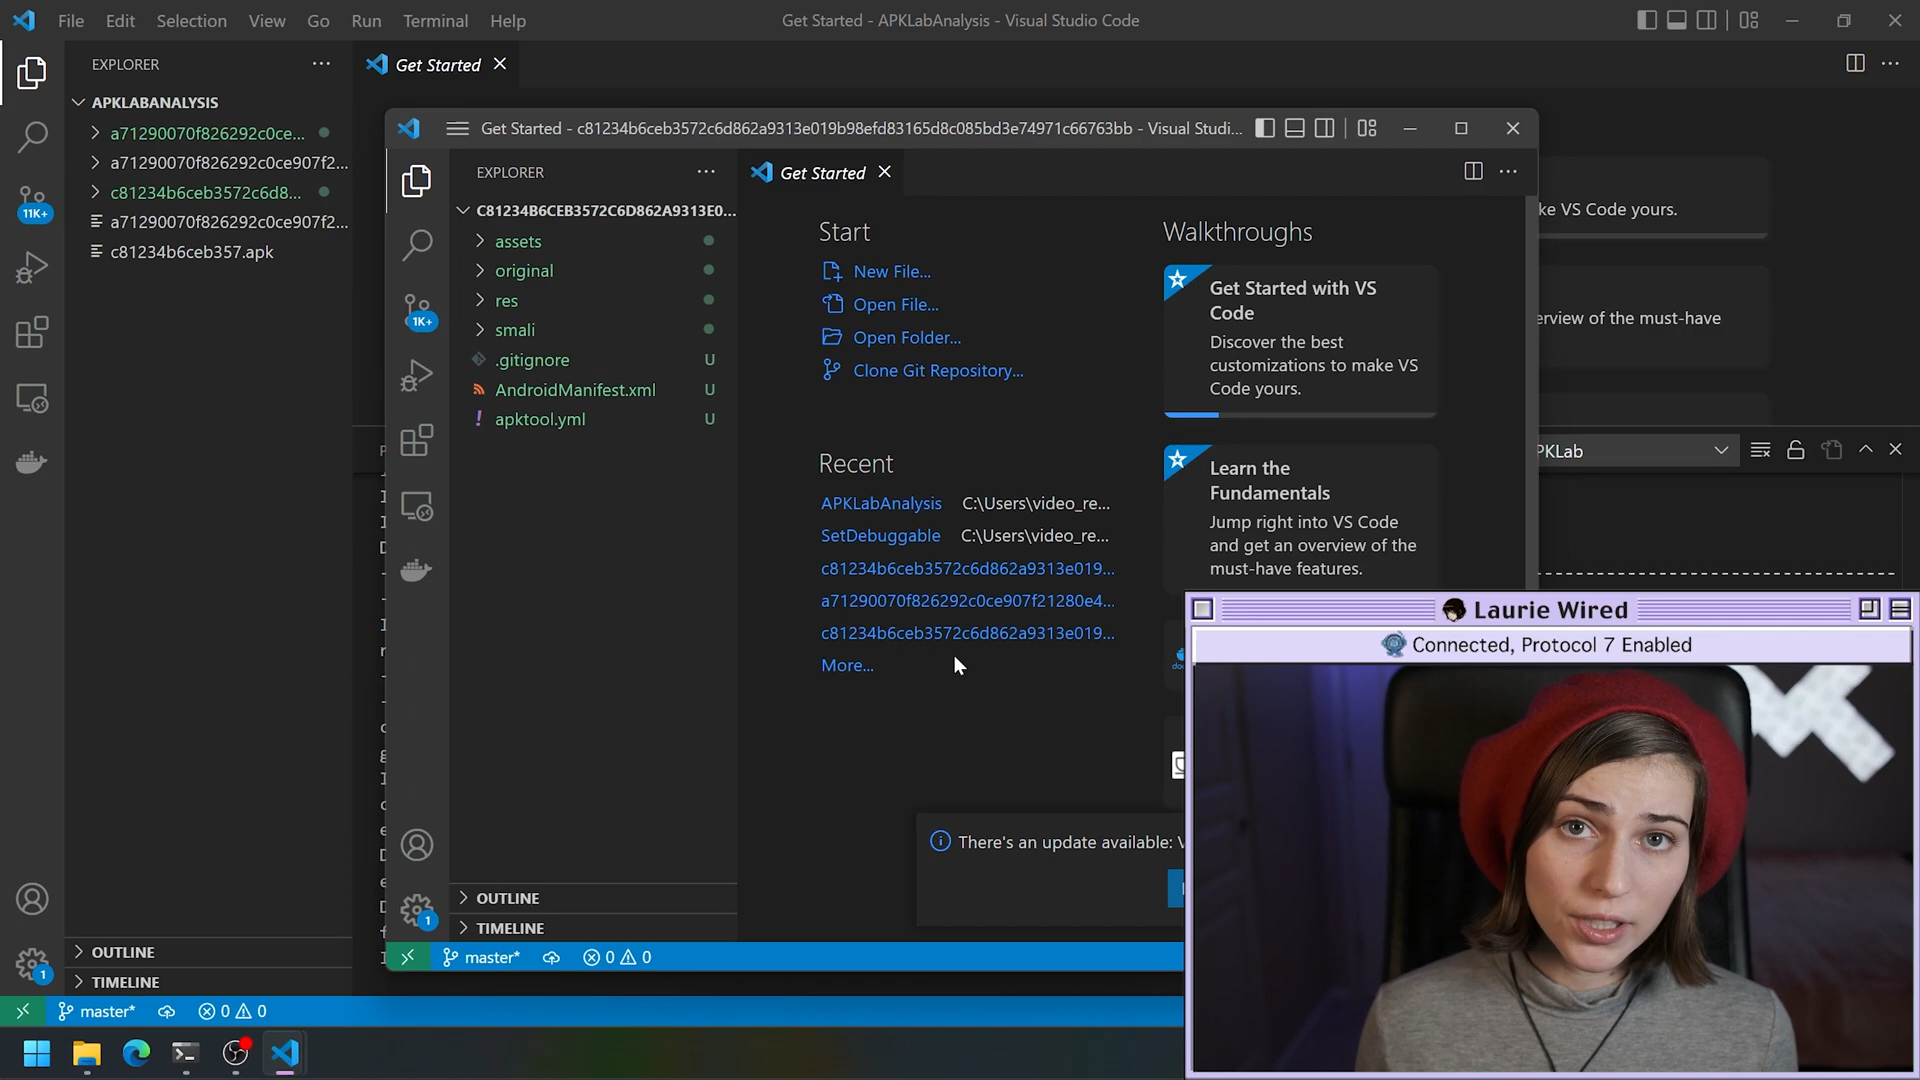 File Edit Selection View Go Run Terminal Help
Get Started - APKLabAnalysis - Visual Studio Code
EXPLORER
Get Started
APKLABANALYSIS
a71290070f826292c0ce...
a71290070f826292c0ce907f2...
c81234b6ceb3572c6d8...
a71290070f826292c0ce907f2...
c81234b6ceb357.apk
11K+
OUTLINE
TIMELINE
1
master*
0 0
Get Started - c81234b6ceb3572c6d862a9313e019b98efd83165d8c085bd3e74971c66763bb - Visual Studi...
EXPLORER
Get Started
C81234B6CEB3572C6D862A9313E0...
assets
original
res
smali
.gitignore U
AndroidManifest.xml U
apktool.yml U
1K+
OUTLINE
TIMELINE
1
master*
0 0
Start
New File...
Open File...
Open Folder...
Clone Git Repository...
Recent
APKLabAnalysis C:\Users\video_re...
SetDebuggable C:\Users\video_re...
c81234b6ceb3572c6d862a9313e019...
a71290070f826292c0ce907f21280e4...
c81234b6ceb3572c6d862a9313e019...
More...
Walkthroughs
Get Started with VS
Code
Discover the best
customizations to make VS
Code yours.
Learn the
Fundamentals
Jump right into VS Code
and get an overview of the
must-have features.
There's an update available:
ke VS Code yours.
erview of the must-have
PKLab
Laurie Wired
Connected, Protocol 7 Enabled